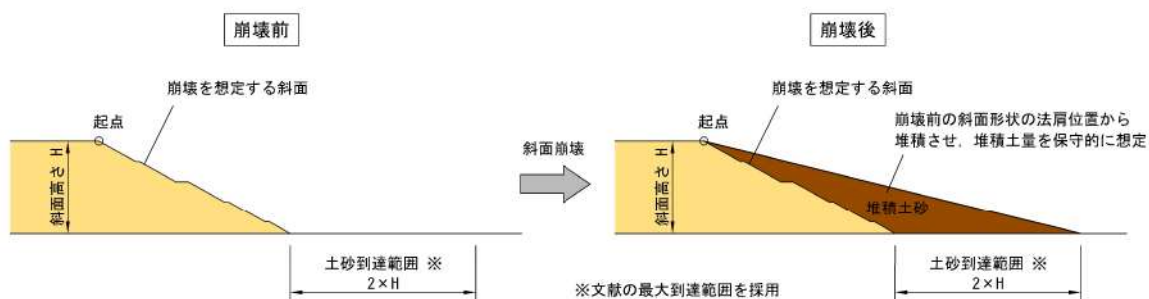 崩壊前
崩壊を想定する斜面
起点
斜面高さ H
土砂到達範囲 ※
2×H
斜面崩壊
崩壊後
崩壊を想定する斜面
起点
崩壊前の斜面形状の法肩位置から
堆積させ，堆積土量を保守的に想定
斜面高さ H
堆積土砂
土砂到達範囲 ※
2×H
※文献の最大到達範囲を採用